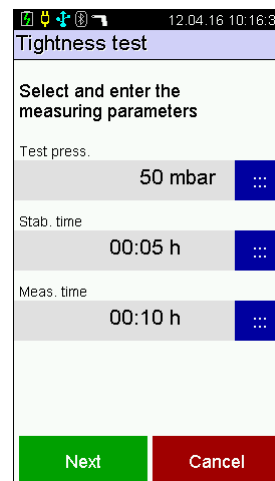 12.04.16 10:16:3
Tightness test
Select and enter the
measuring parameters
Test press.
50 mbar
Stab. time
00:05 h
Meas. time
00:10 h
Next
Cancel